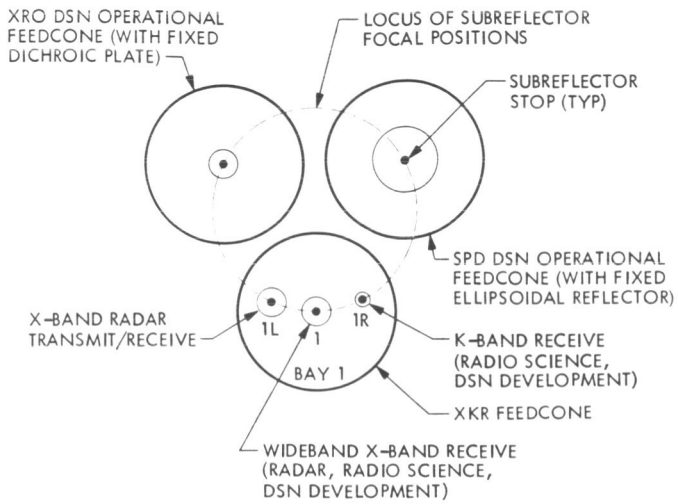 XRO DSN OPERATIONAL
FEEDCONE (WITH FIXED
DICHROIC PLATE)
LOCUS OF SUBREFLECTOR
FOCAL POSITIONS
SUBREFLECTOR
STOP (TYP)
SPD DSN OPERATIONAL
FEEDCONE (WITH FIXED
ELLIPSOIDAL REFLECTOR)
X-BAND RADAR
TRANSMIT/RECEIVE
1L
1
1R
BAY 1
K-BAND RECEIVE
(RADIO SCIENCE,
DSN DEVELOPMENT)
XKR FEEDCONE
WIDEBAND X-BAND RECEIVE
(RADAR, RADIO SCIENCE,
DSN DEVELOPMENT)